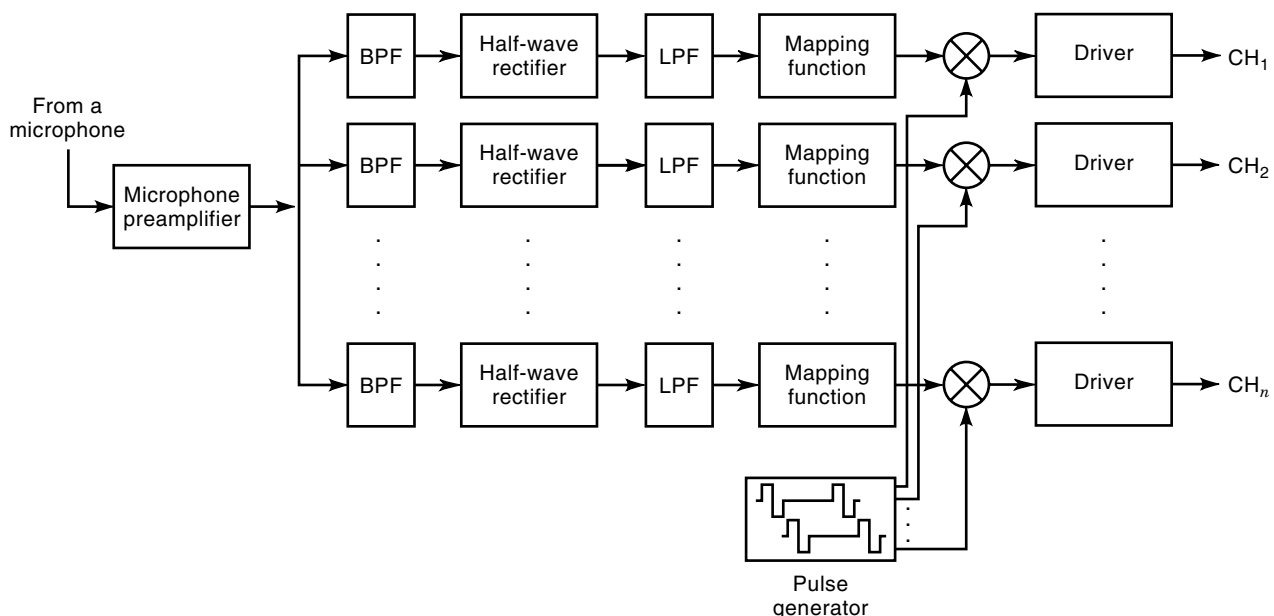 BPF
Half-wave
rectifier
LPF
Mapping
function
Driver
CH₁
From a
microphone
Microphone
preamplifier
BPF
Half-wave
rectifier
LPF
Mapping
function
Driver
CH₂
BPF
Half-wave
rectifier
LPF
Mapping
function
Driver
CHₙ
Pulse
generator